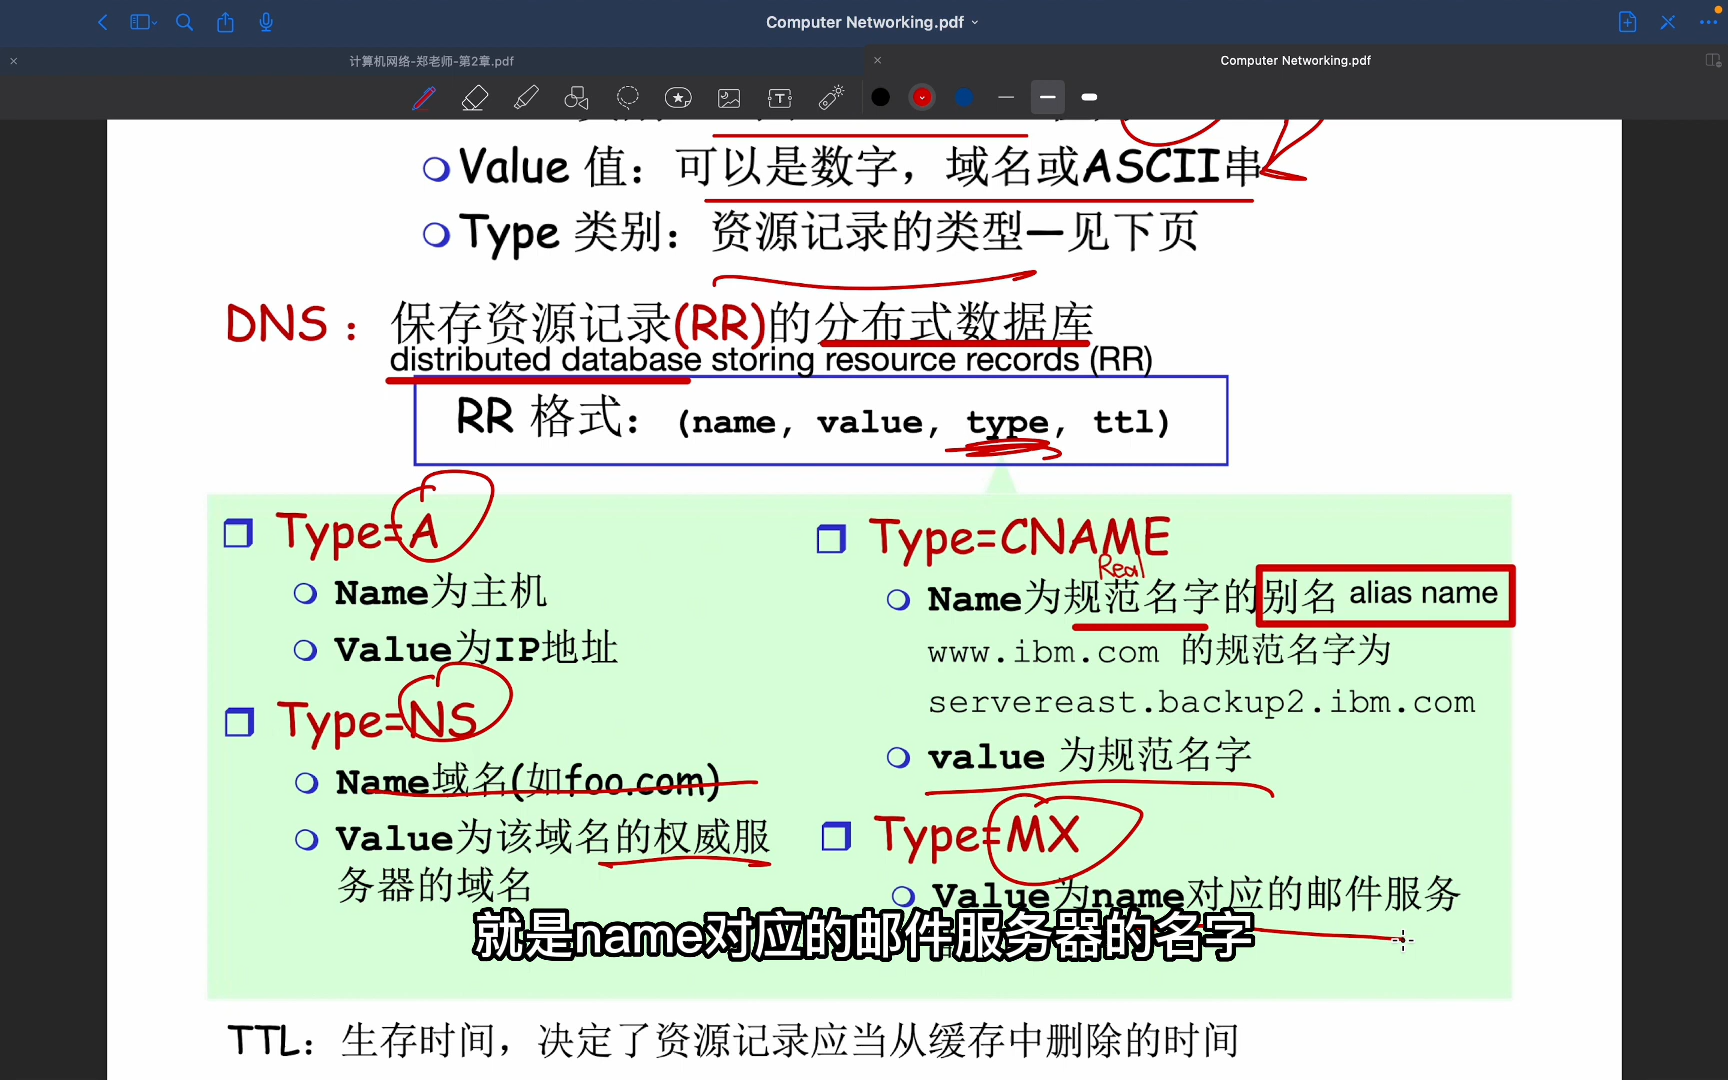 Computer Networking.pdf
计算机网络-郑老师-第2章.pdf
Computer Networking.pdf
Value 值：可以是数字，域名或ASCII串
Type 类别：资源记录的类型—见下页
DNS：保存资源记录(RR)的分布式数据库
distributed database storing resource records (RR)
RR 格式： (name, value, type, ttl)
Type=A
Name为主机
Value为IP地址
Type=NS
Name域名(如foo.com)
Value为该域名的权威服
务器的域名
Type=CNAME
Real
Name为规范名字的别名 alias name
www.ibm.com 的规范名字为
servereast.backup2.ibm.com
value 为规范名字
Type=MX
Value为name对应的邮件服务
就是name对应的邮件服务器的名字
TTL：生存时间，决定了资源记录应当从缓存中删除的时间